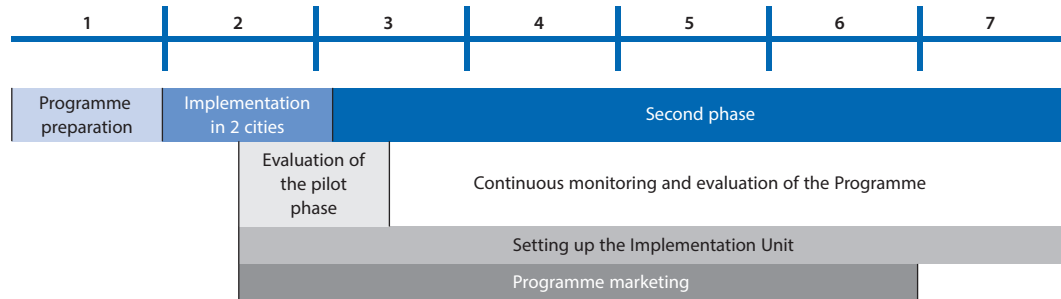 1 2 3 4 5 6 7
Programme
preparation
Implementation
in 2 cities
Second phase
Evaluation of
the pilot
phase
Continuous monitoring and evaluation of the Programme
Setting up the Implementation Unit
Programme marketing